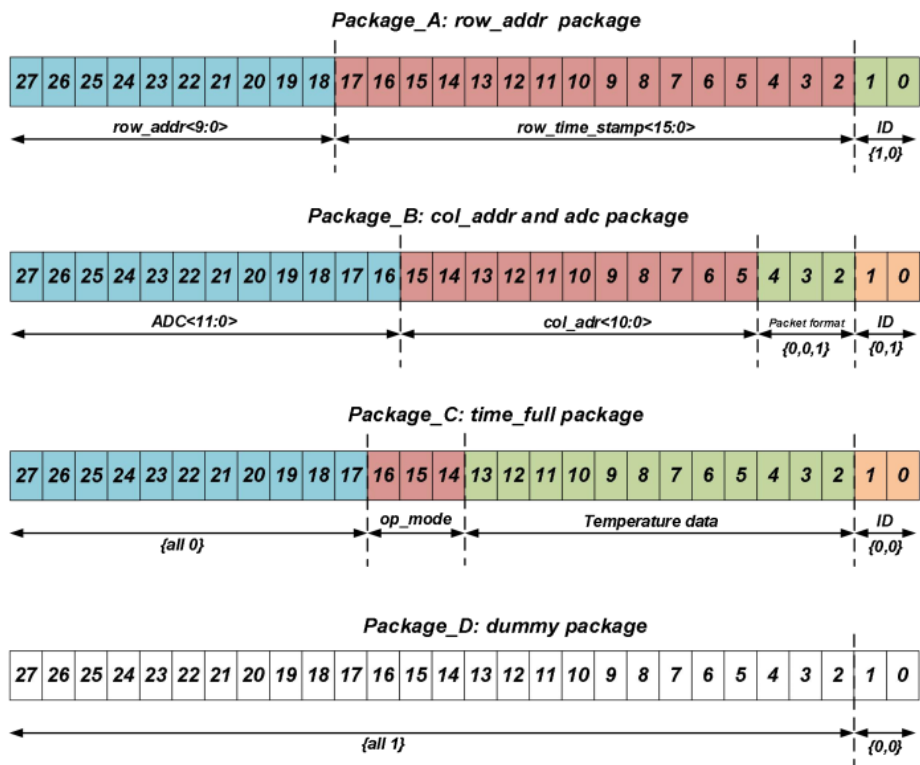 Package_A: row_addr package
27 26 25 24 23 22 21 20 19 18 17 16 15 14 13 12 11 10 9 8 7 6 5 4 3 2 1 0
row_addr<9:0> row_time_stamp<15:0> ID
{1,0}
Package_B: col_addr and adc package
27 26 25 24 23 22 21 20 19 18 17 16 15 14 13 12 11 10 9 8 7 6 5 4 3 2 1 0
ADC<11:0> col_adr<10:0> Packet format ID
{0,0,1} {0,1}
Package_C: time_full package
27 26 25 24 23 22 21 20 19 18 17 16 15 14 13 12 11 10 9 8 7 6 5 4 3 2 1 0
op_mode Temperature data ID
{all 0} {0,0}
Package_D: dummy package
27 26 25 24 23 22 21 20 19 18 17 16 15 14 13 12 11 10 9 8 7 6 5 4 3 2 1 0
{all 1} {0,0}